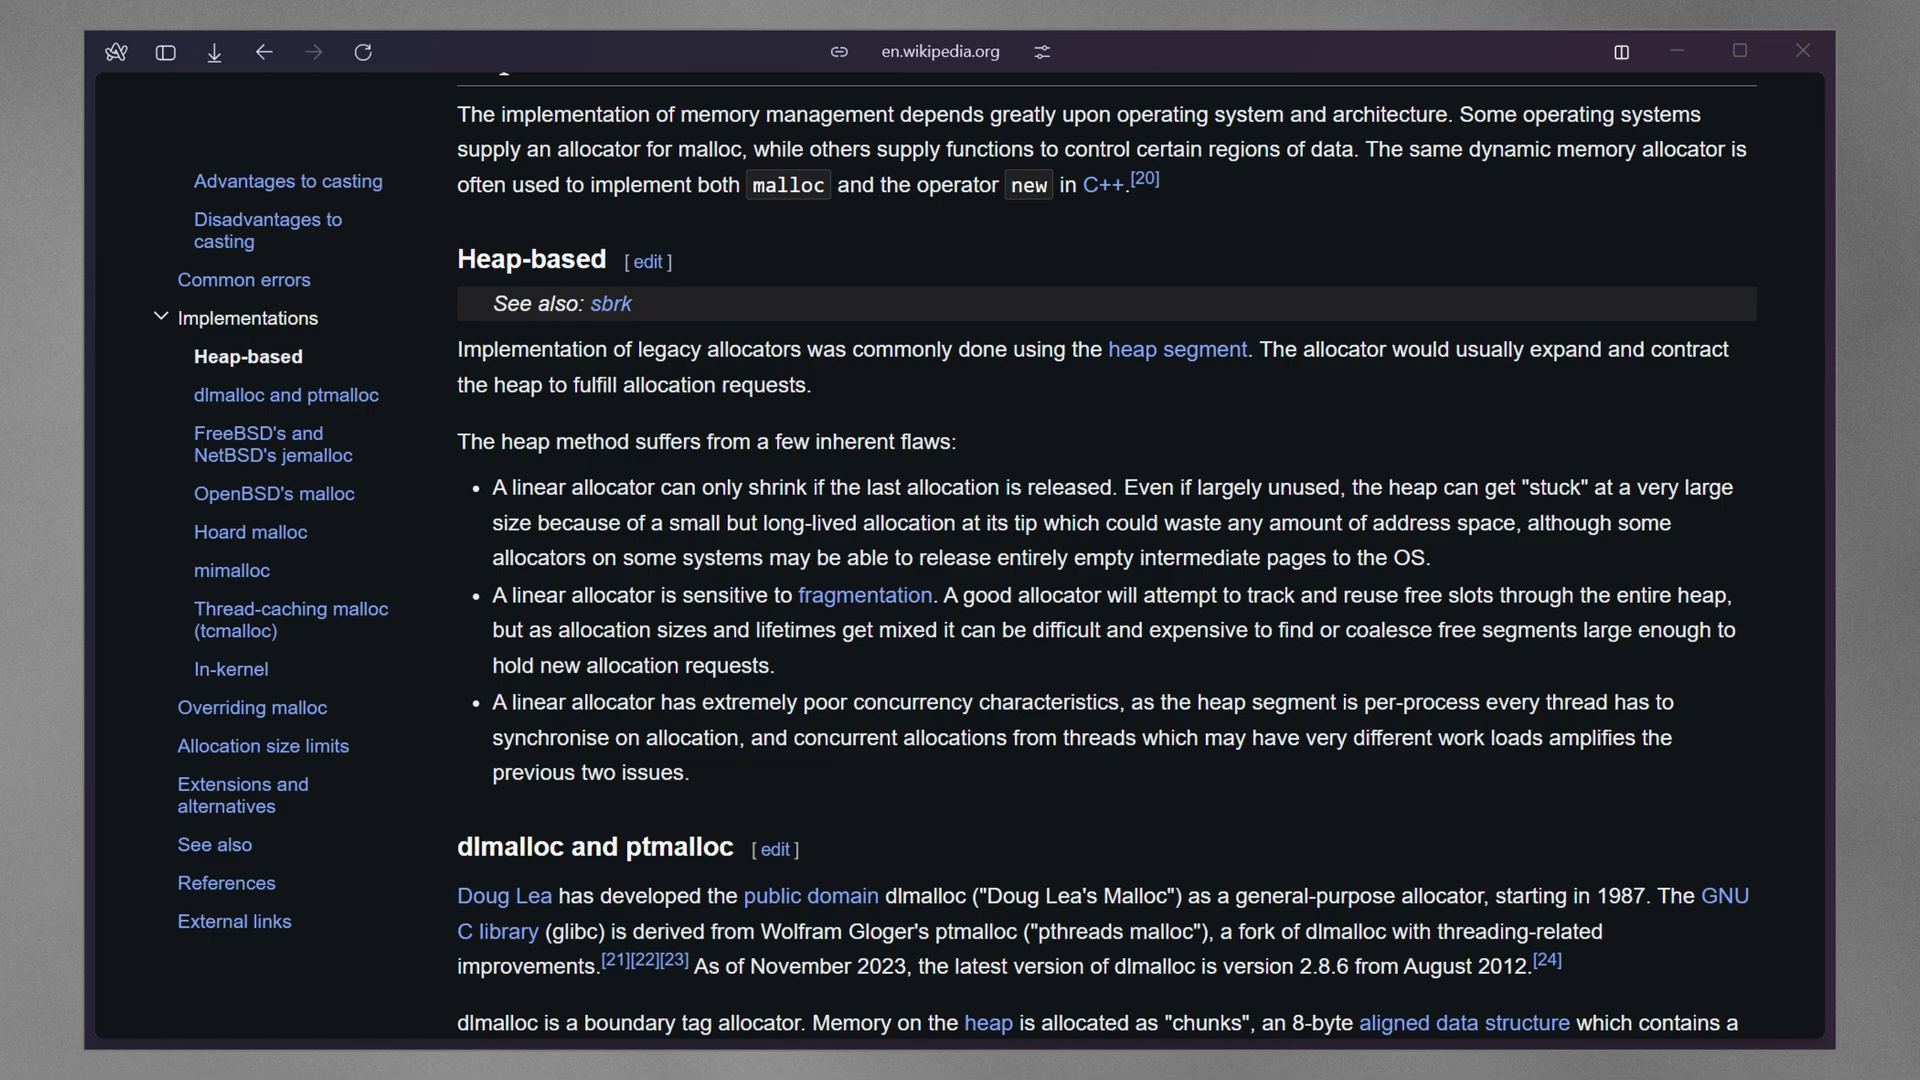 en.wikipedia.org
Advantages to casting
Disadvantages to
casting
Common errors
Implementations
Heap-based
dlmalloc and ptmalloc
FreeBSD's and
NetBSD's jemalloc
OpenBSD's malloc
Hoard malloc
mimalloc
Thread-caching malloc
(tcmalloc)
In-kernel
Overriding malloc
Allocation size limits
Extensions and
alternatives
See also
References
External links
The implementation of memory management depends greatly upon operating system and architecture. Some operating systems
supply an allocator for malloc, while others supply functions to control certain regions of data. The same dynamic memory allocator is
often used to implement both malloc and the operator new in C++.[20]
Heap-based [ edit ]
See also: sbrk
Implementation of legacy allocators was commonly done using the heap segment. The allocator would usually expand and contract
the heap to fulfill allocation requests.
The heap method suffers from a few inherent flaws:
• A linear allocator can only shrink if the last allocation is released. Even if largely unused, the heap can get "stuck" at a very large
size because of a small but long-lived allocation at its tip which could waste any amount of address space, although some
allocators on some systems may be able to release entirely empty intermediate pages to the OS.
• A linear allocator is sensitive to fragmentation. A good allocator will attempt to track and reuse free slots through the entire heap,
but as allocation sizes and lifetimes get mixed it can be difficult and expensive to find or coalesce free segments large enough to
hold new allocation requests.
• A linear allocator has extremely poor concurrency characteristics, as the heap segment is per-process every thread has to
synchronise on allocation, and concurrent allocations from threads which may have very different work loads amplifies the
previous two issues.
dlmalloc and ptmalloc [ edit ]
Doug Lea has developed the public domain dlmalloc ("Doug Lea's Malloc") as a general-purpose allocator, starting in 1987. The GNU
C library (glibc) is derived from Wolfram Gloger's ptmalloc ("pthreads malloc"), a fork of dlmalloc with threading-related
improvements.[21][22][23] As of November 2023, the latest version of dlmalloc is version 2.8.6 from August 2012.[24]
dlmalloc is a boundary tag allocator. Memory on the heap is allocated as "chunks", an 8-byte aligned data structure which contains a